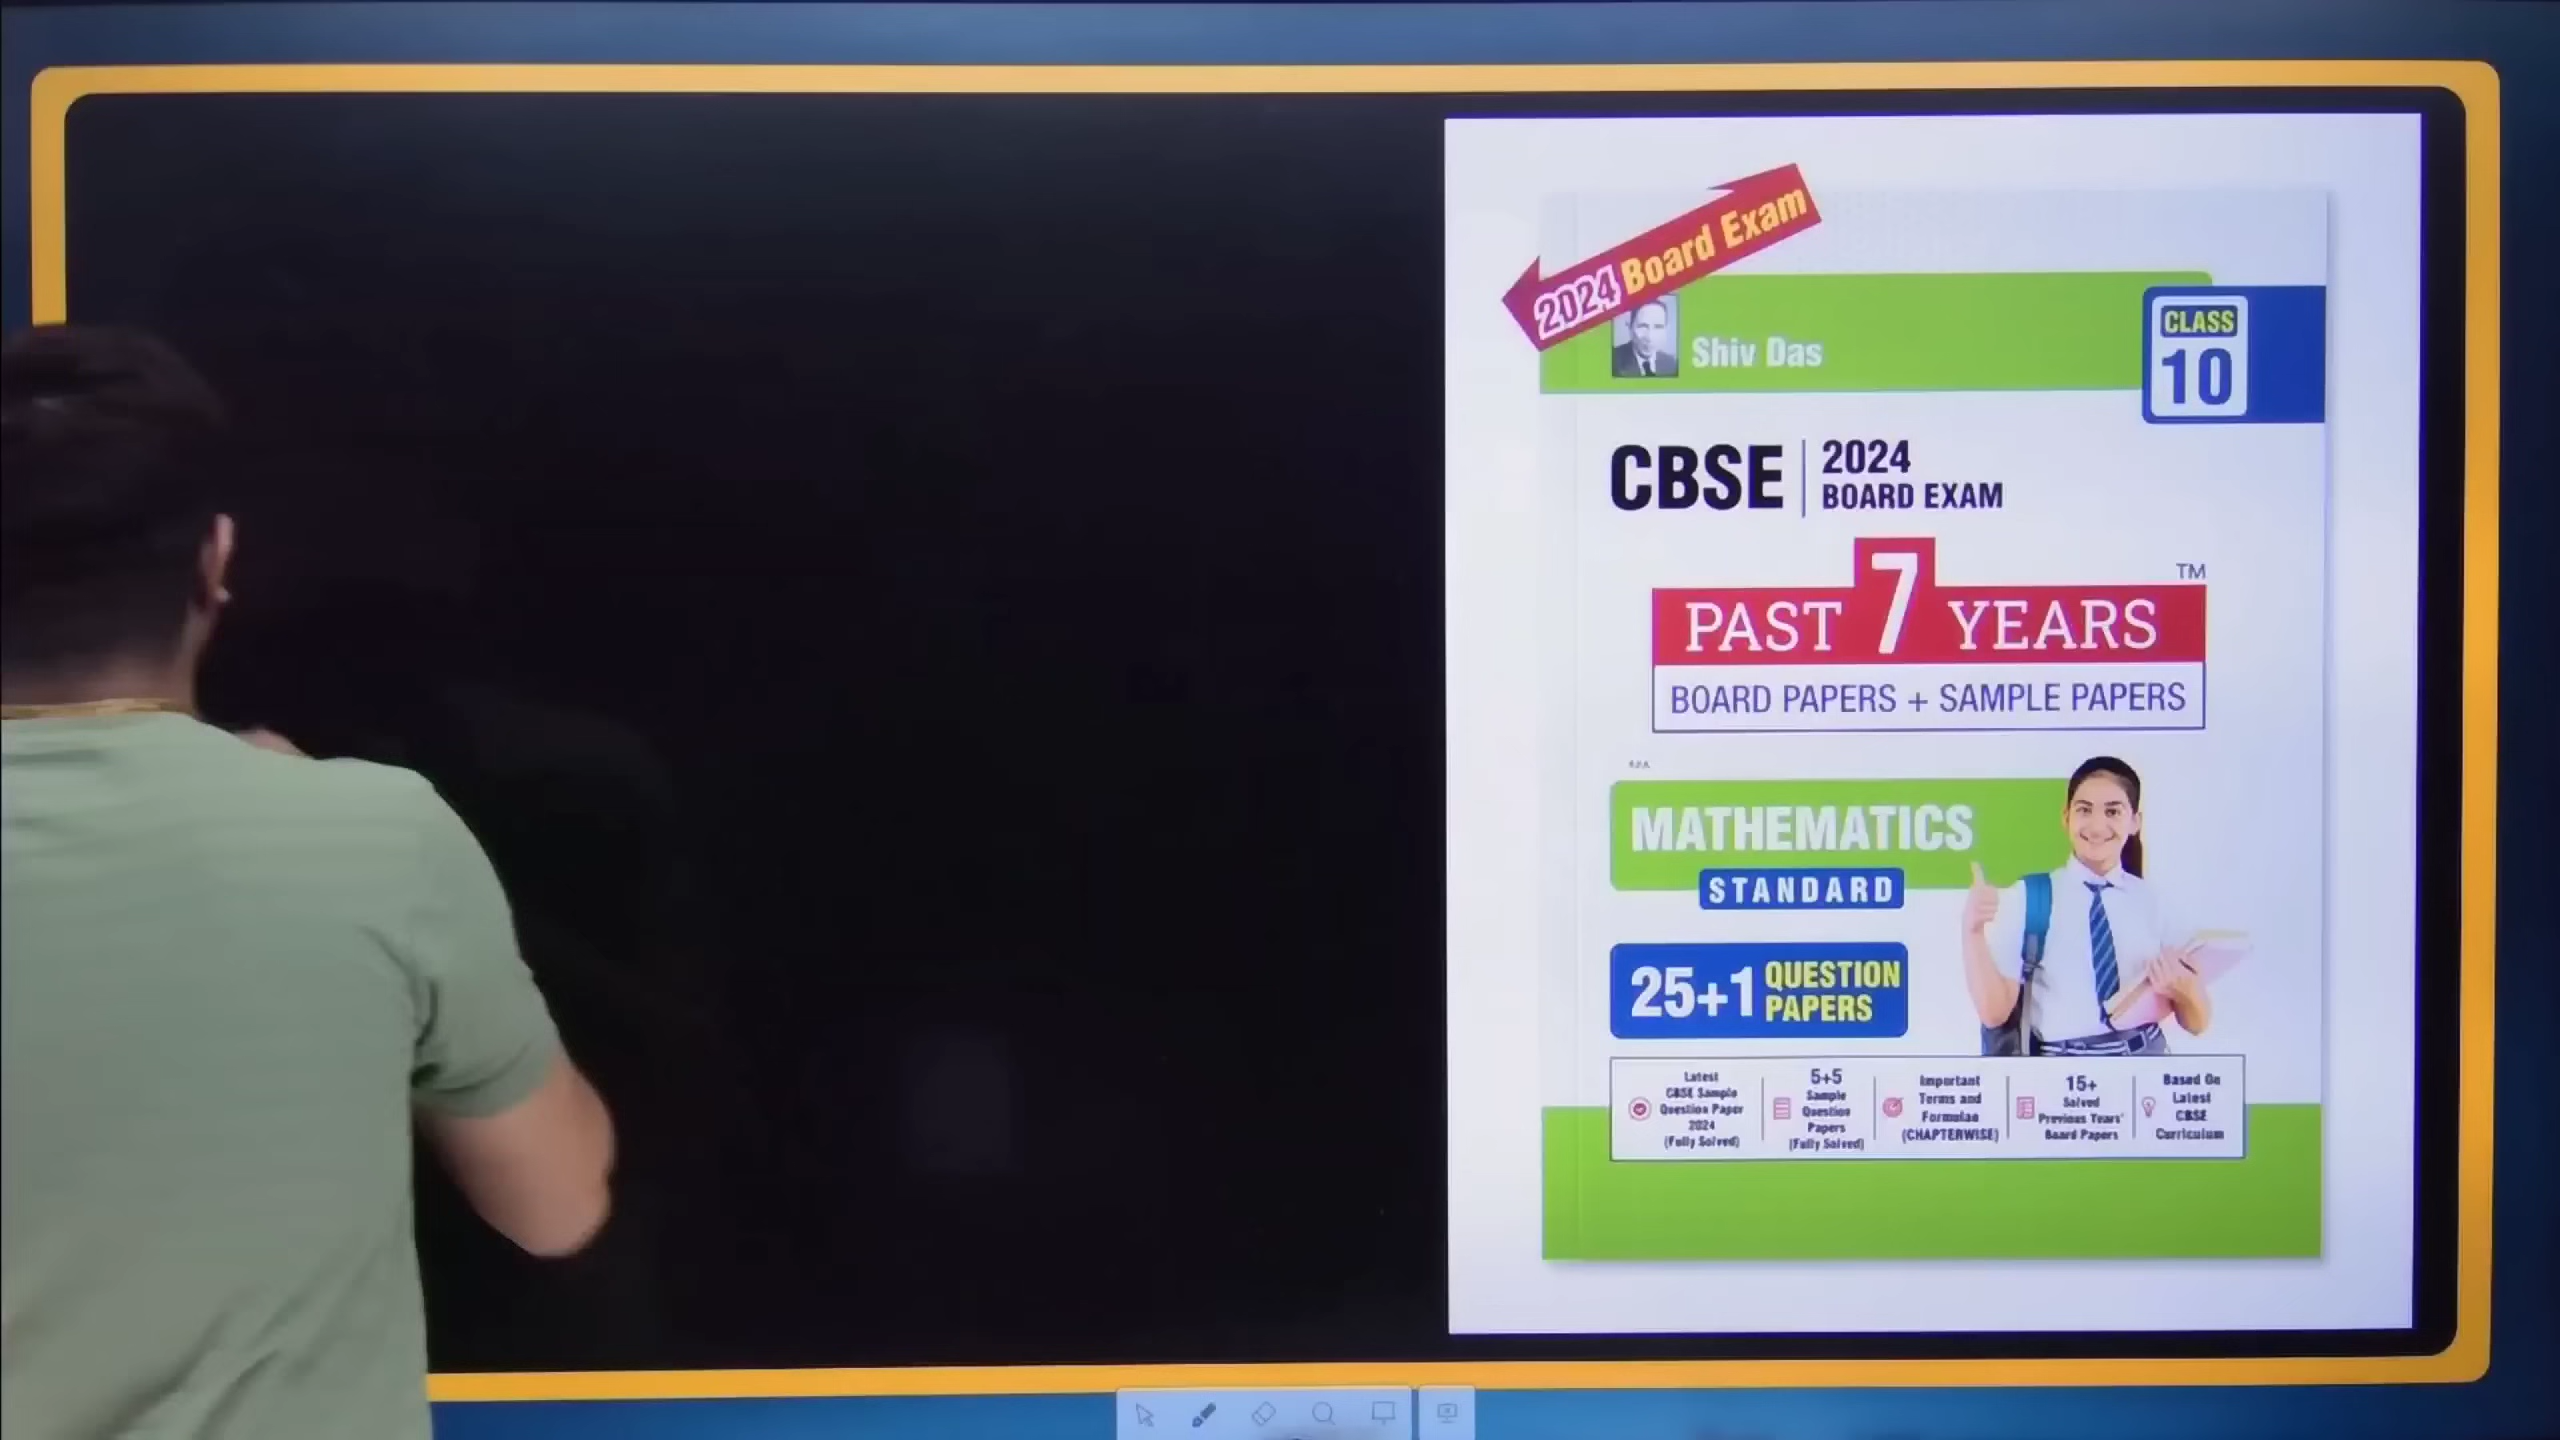 2024 Board Exam
Shiv Das
CLASS
10
CBSE
2024
BOARD EXAM
PAST 7 YEARS
TM
BOARD PAPERS + SAMPLE PAPERS
MATHEMATICS
STANDARD
25+1 QUESTION
PAPERS
Latest
CBSE Sample
Question Paper
2024
(Fully Solved)
5+5
Sample
Question
Papers
(Fully Solved)
Important
Terms and
Formulae
(CHAPTERWISE)
15+
Solved
Previous Years'
Board Papers
Based On
Latest
CBSE
Curriculum